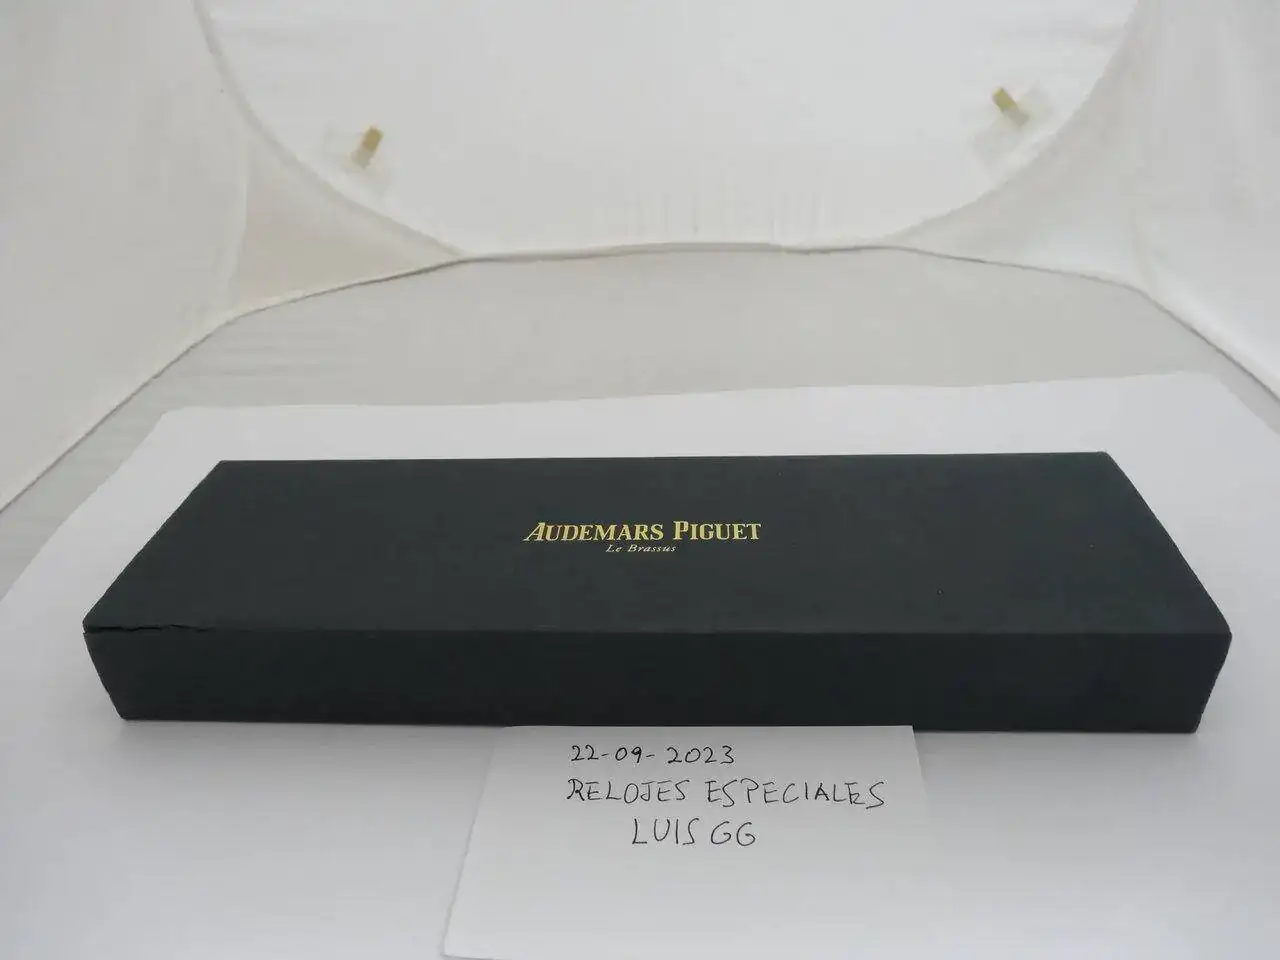 AUDEMARS PIGUET
Le Brassus
22-09-2023
RELOJES ESPECIALES
LUIS GG